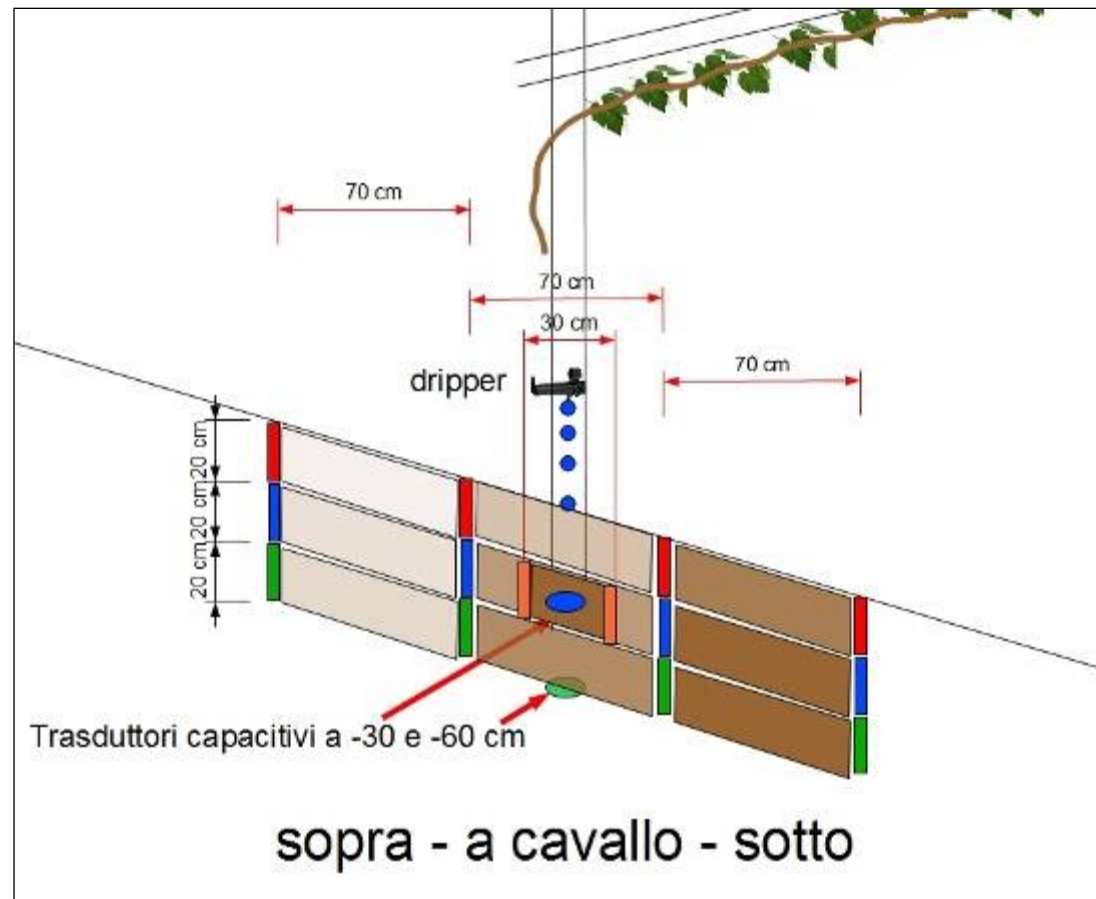 70 cm
70 cm
30 cm
70 cm
dripper
20 cm
20 cm
20 cm
Trasduttori capacitivi a -30 e -60 cm
sopra - a cavallo - sotto